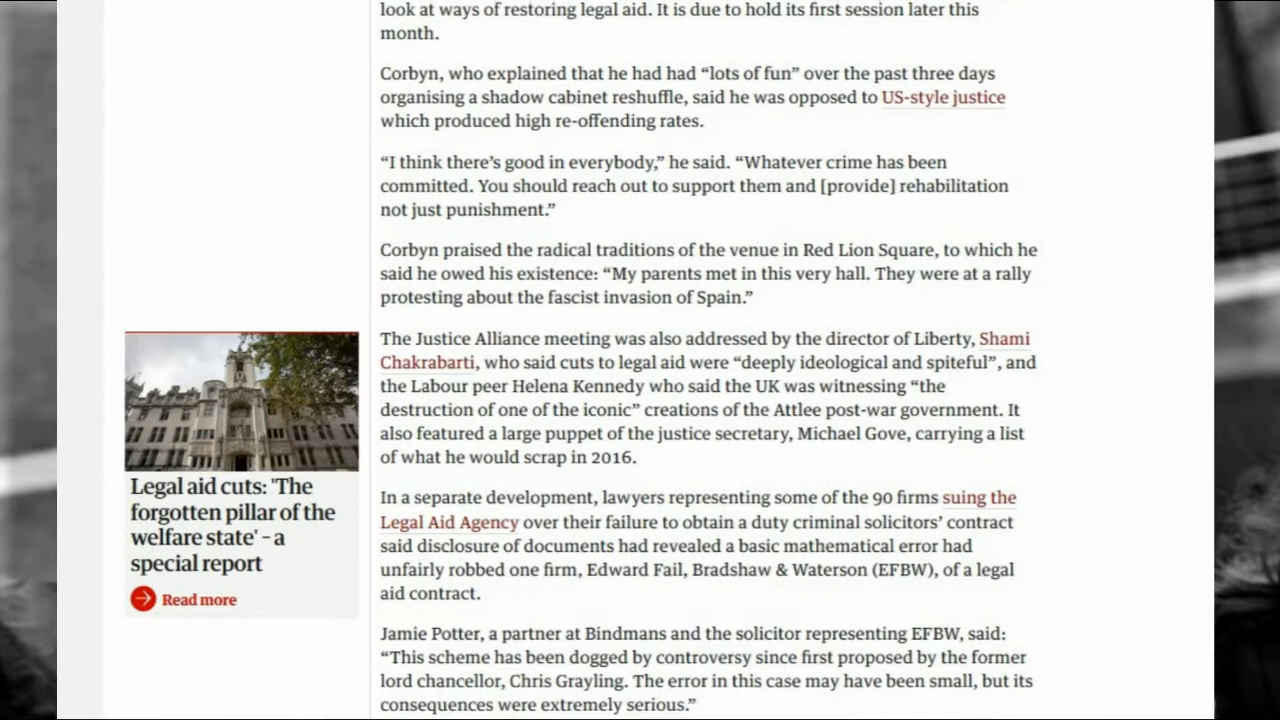 look at ways of restoring legal aid. It is due to hold its first session later this
month.
Corbyn, who explained that he had had “lots of fun” over the past three days
organising a shadow cabinet reshuffle, said he was opposed to US-style justice
which produced high re-offending rates.
“I think there’s good in everybody,” he said. “Whatever crime has been
committed. You should reach out to support them and [provide] rehabilitation
not just punishment.”
Corbyn praised the radical traditions of the venue in Red Lion Square, to which he
said he owed his existence: “My parents met in this very hall. They were at a rally
protesting about the fascist invasion of Spain.”
The Justice Alliance meeting was also addressed by the director of Liberty, Shami
Chakrabarti, who said cuts to legal aid were “deeply ideological and spiteful”, and
the Labour peer Helena Kennedy who said the UK was witnessing “the
destruction of one of the iconic” creations of the Attlee post-war government. It
also featured a large puppet of the justice secretary, Michael Gove, carrying a list
of what he would scrap in 2016.
In a separate development, lawyers representing some of the 90 firms suing the
Legal Aid Agency over their failure to obtain a duty criminal solicitors’ contract
said disclosure of documents had revealed a basic mathematical error had
unfairly robbed one firm, Edward Fail, Bradshaw & Waterson (EFBW), of a legal
aid contract.
Jamie Potter, a partner at Bindmans and the solicitor representing EFBW, said:
“This scheme has been dogged by controversy since first proposed by the former
lord chancellor, Chris Grayling. The error in this case may have been small, but its
consequences were extremely serious.”
Legal aid cuts: 'The
forgotten pillar of the
welfare state' – a
special report
Read more